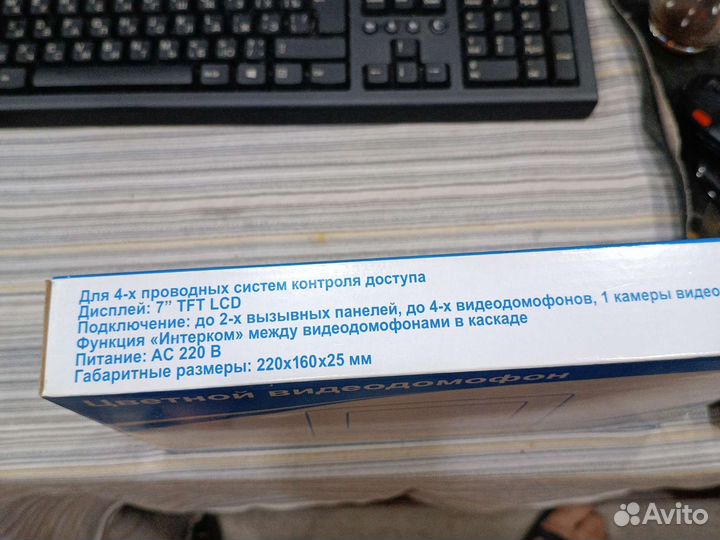 Для 4-х проводных систем контроля доступа
Дисплей: 7” TFT LCD
Подключение: до 2-х вызывных панелей, до 4-х видеодомофонов, 1 камеры видео
Функция «Интерком» между видеодомофонами в каскаде
Питание: AC 220 В
Габаритные размеры: 220х160х25 мм
Цветной видеодомофон
Avito